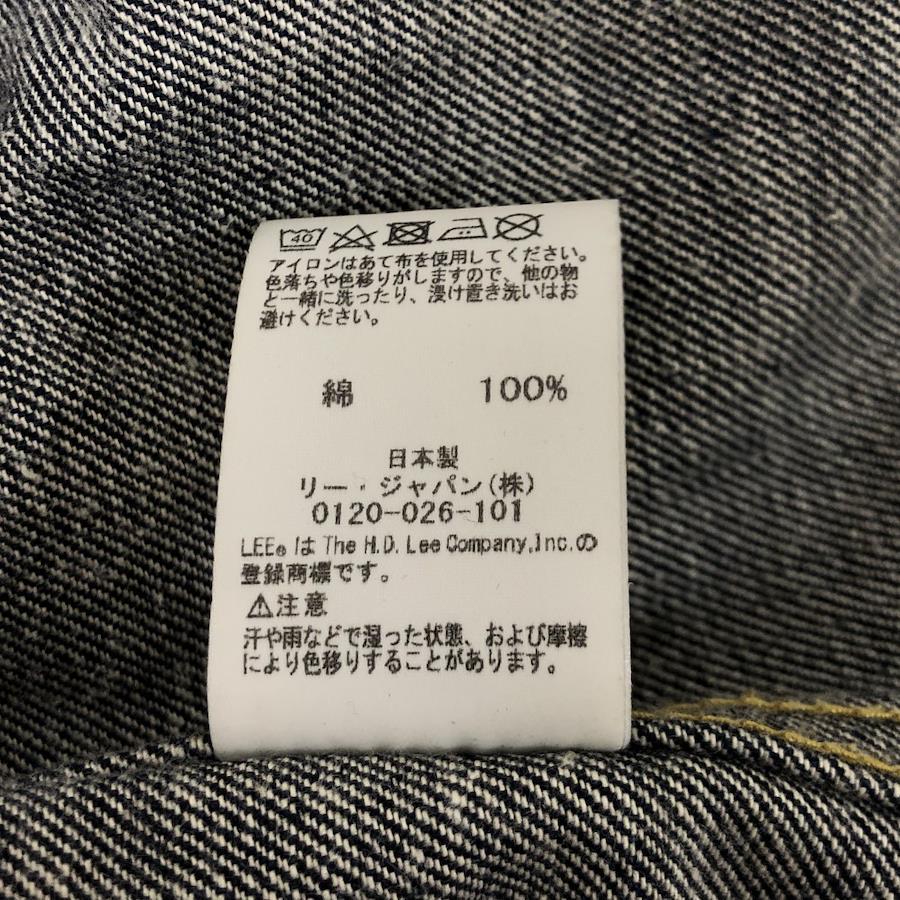 40
アイロンはあて布を使用してください。
色落ちや色移りがしますので、他の物
と一緒に洗ったり、浸け置き洗いはお
避けください。
綿 100%
日本製
リー・ジャパン(株)
0120-026-101
LEE®は The H.D. Lee Company,Inc.の
登録商標です。
⚠注意
汗や雨などで湿った状態、および摩擦
により色移りすることがあります。